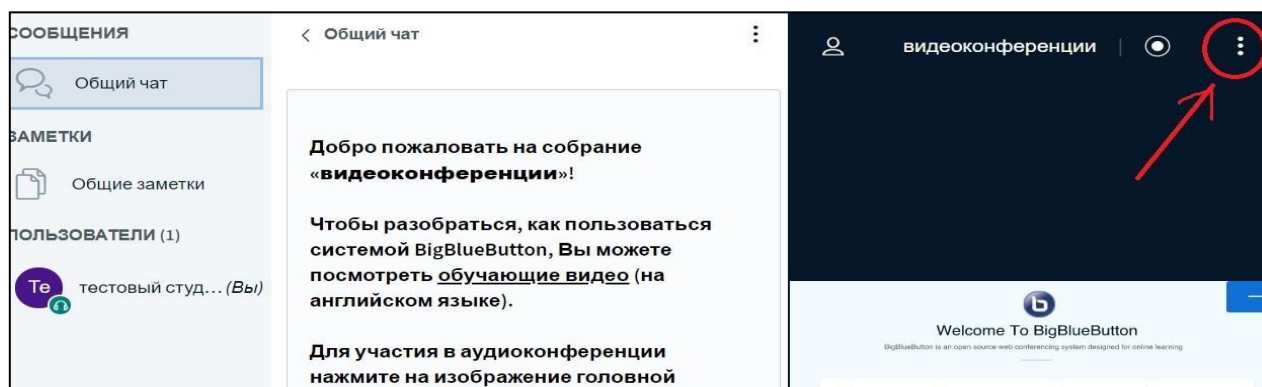 СООБЩЕНИЯ
Общий чат
ЗАМЕТКИ
Общие заметки
ПОЛЬЗОВАТЕЛИ (1)
Те
тестовый студ... (Вы)
Общий чат
Добро пожаловать на собрание
«видеоконференции»!
Чтобы разобраться, как пользоваться
системой BigBlueButton, Вы можете
посмотреть обучающие видео (на
английском языке).
Для участия в аудиоконференции
нажмите на изображение головной
видеоконференции
Welcome To BigBlueButton
BigBlueButton is an open source web conferencing system designed for online learning